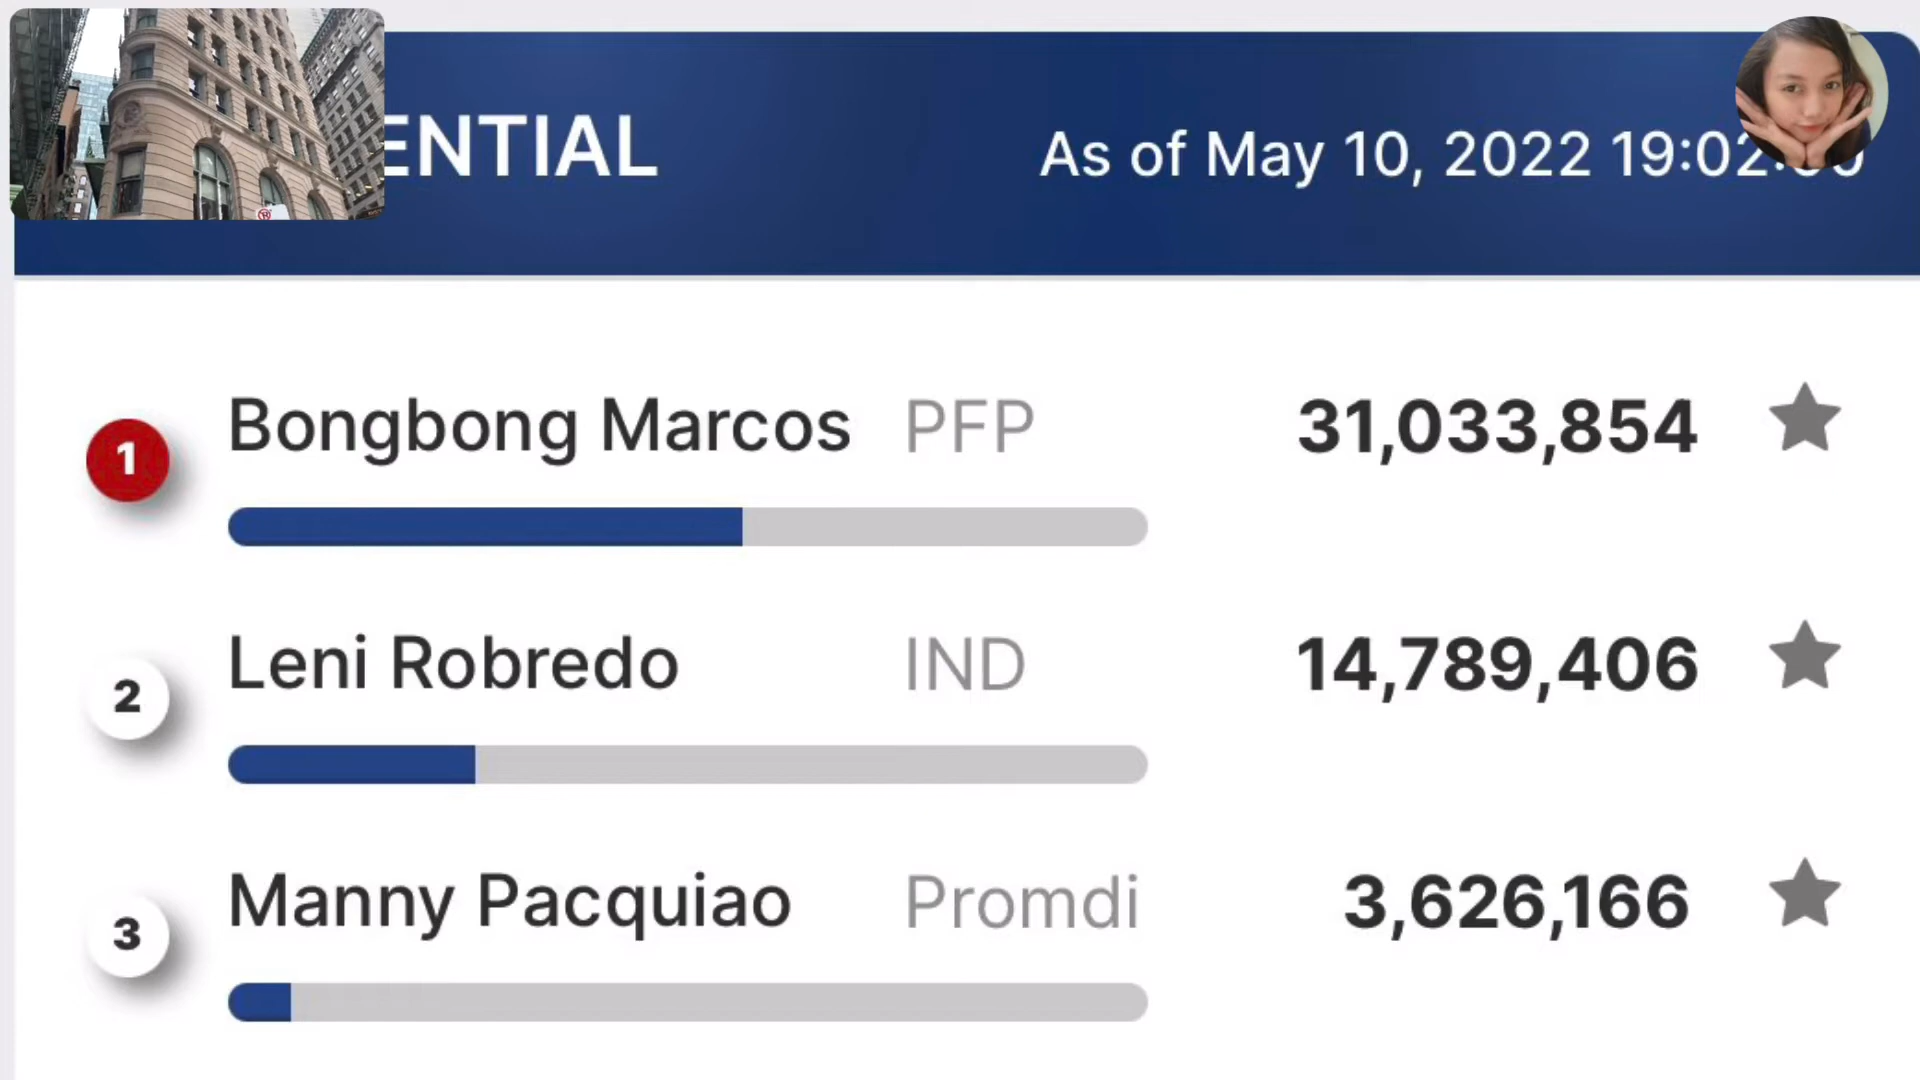 ENTIAL
As of May 10, 2022 19:02
1 Bongbong Marcos PFP 31,033,854
2 Leni Robredo IND 14,789,406
3 Manny Pacquiao Promdi 3,626,166